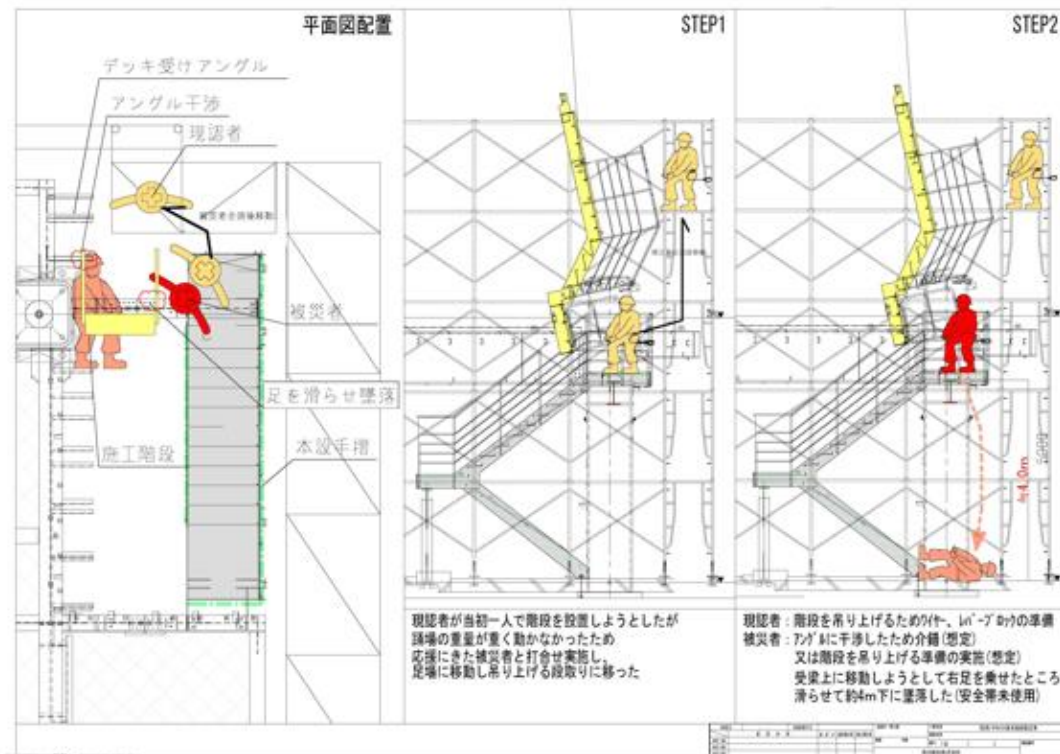 平面図配置
デッキ受けアングル
アングル干渉
現認者
被災者
足を滑らせ墜落
施工階段
本設手摺
STEP1
現認者が当初一人で階段を設置しようとしたが
踊場の重量が重く動かなかったため
応援にきた被災者と打合せ実施し、
足場に移動し吊り上げる段取りに移った
STEP2
約4.0m
現認者：階段を吊り上げるためワイヤー、レバーブロックの準備
被災者：アングルに干渉したため介錯(想定)
又は階段を吊り上げる準備の実施(想定)
受梁上に移動しようとして右足を乗せたところ
滑らせて約4m下に墜落した(安全帯未使用)